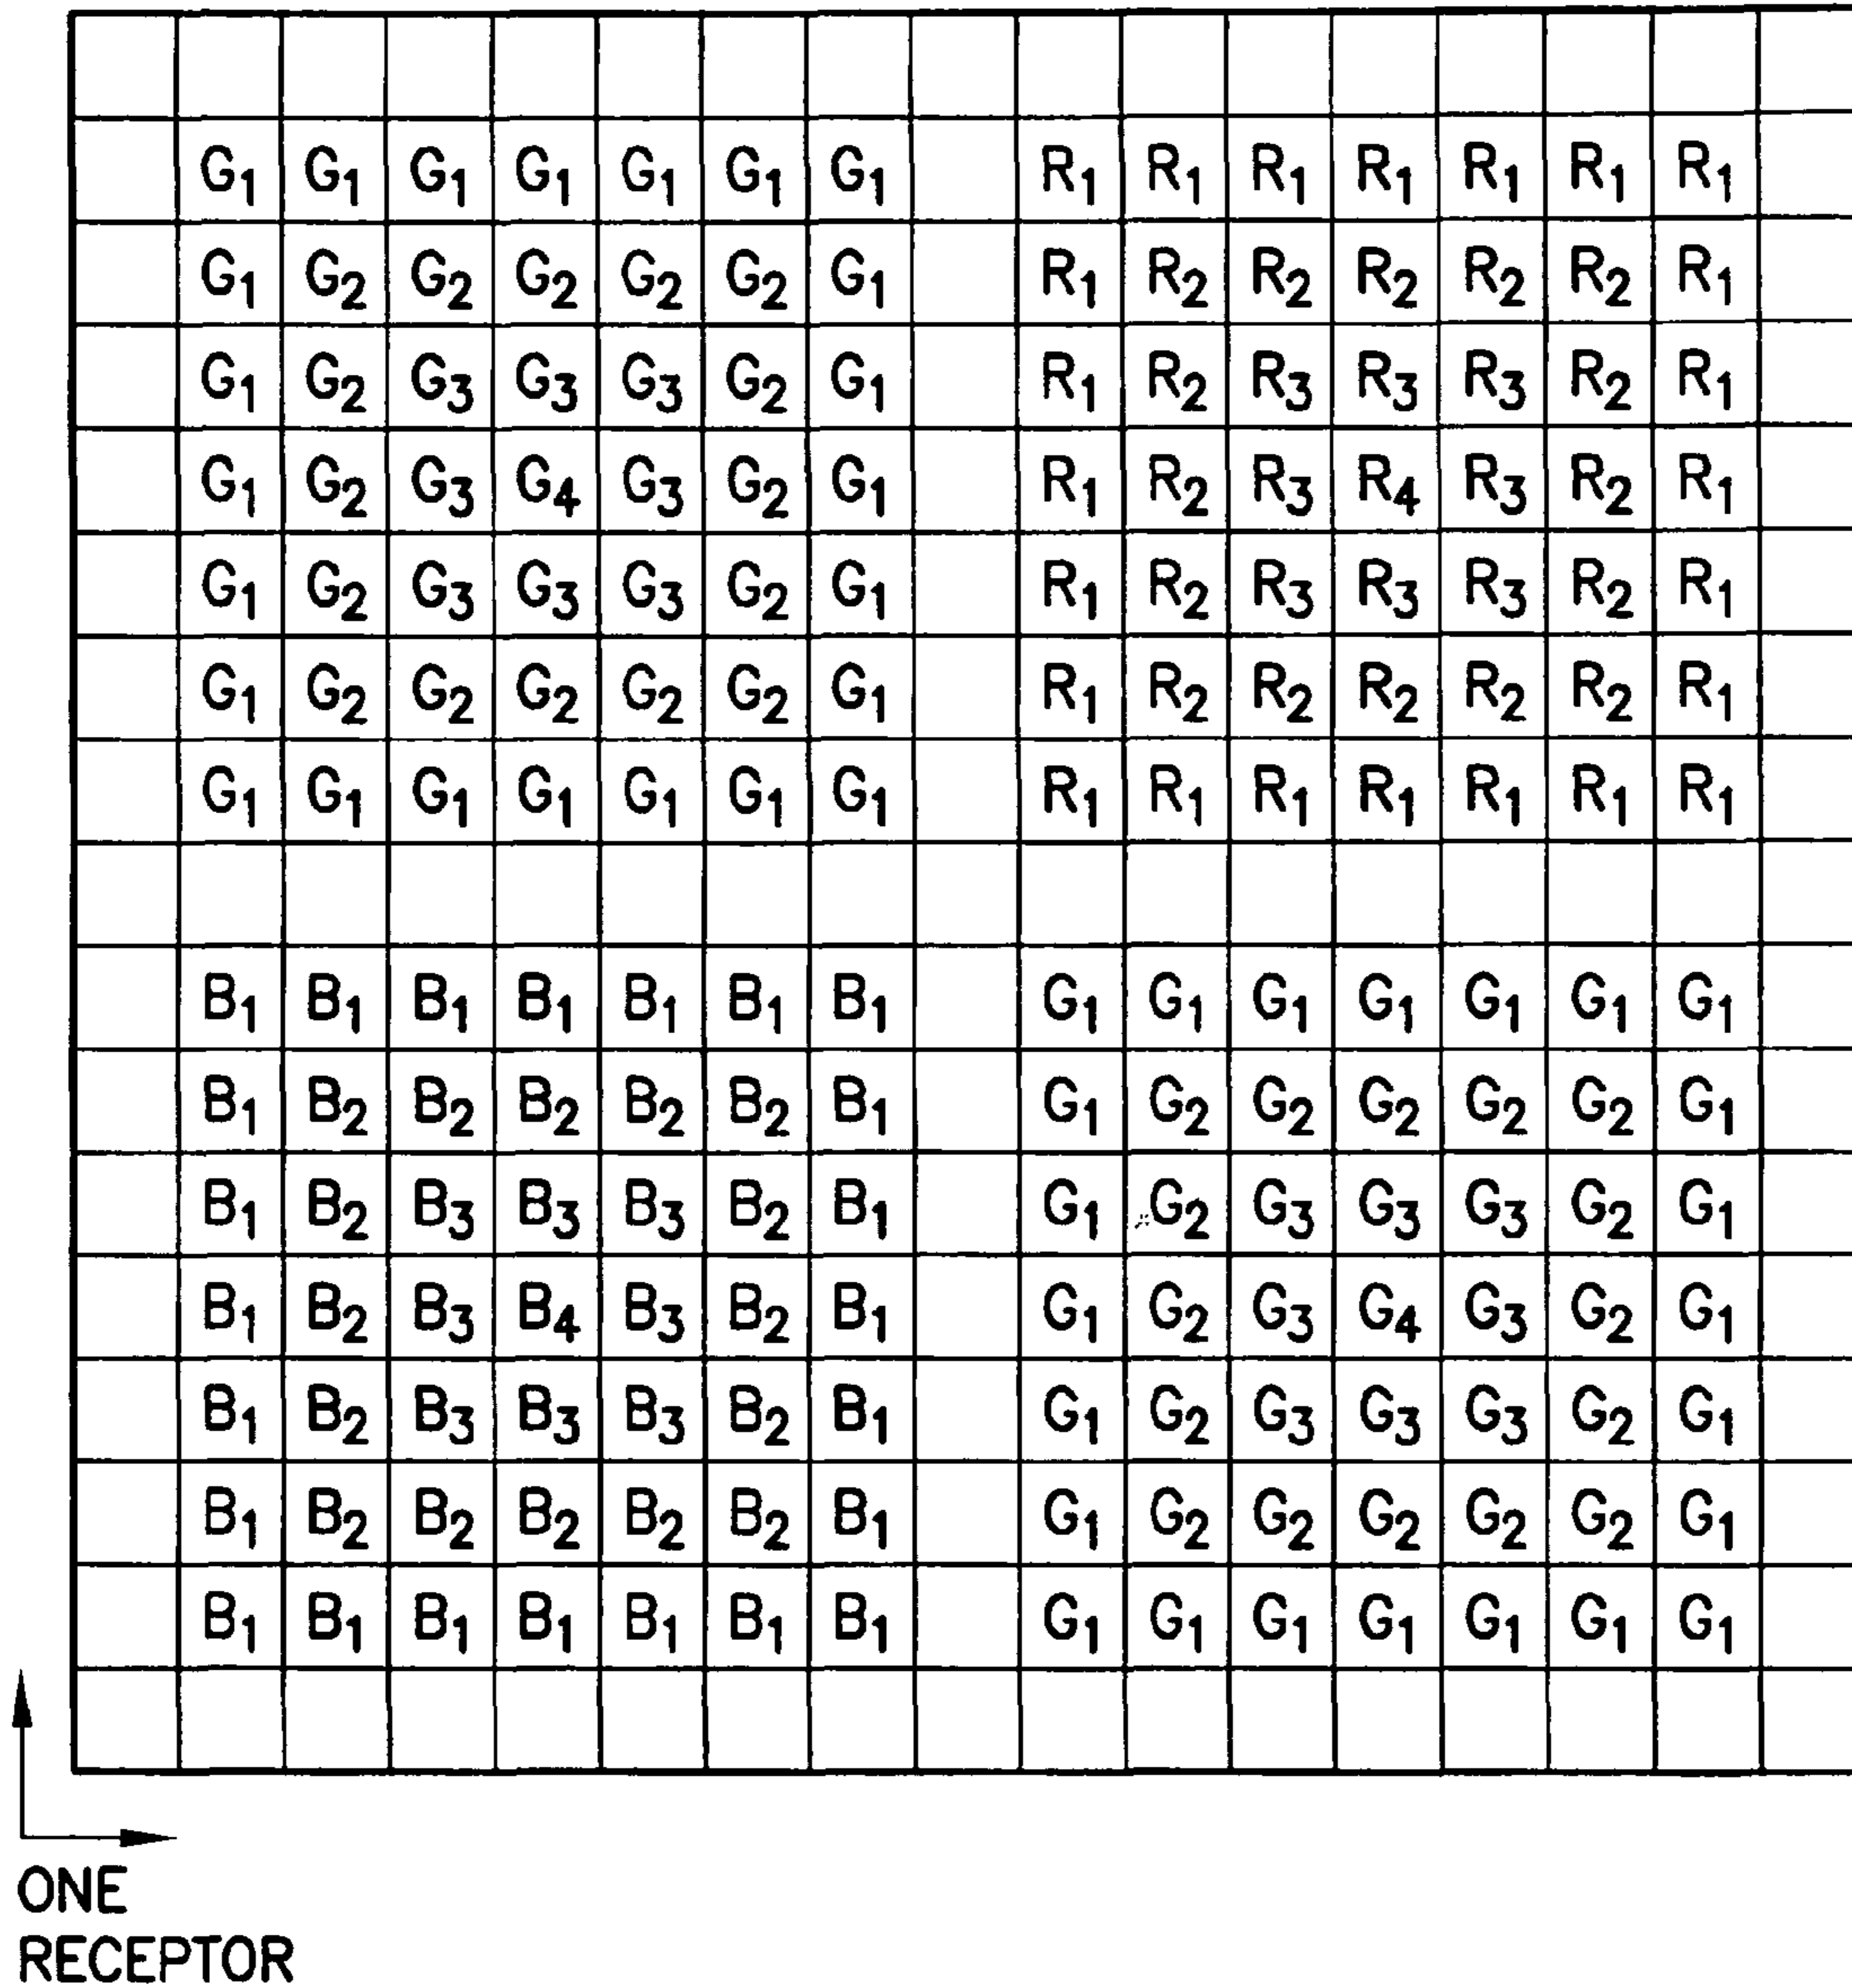 G₁ G₁ G₁ G₁ G₁ G₁ G₁ R₁ R₁ R₁ R₁ R₁ R₁ R₁
G₁ G₂ G₂ G₂ G₂ G₂ G₁ R₁ R₂ R₂ R₂ R₂ R₂ R₁
G₁ G₂ G₃ G₃ G₃ G₂ G₁ R₁ R₂ R₃ R₃ R₃ R₂ R₁
G₁ G₂ G₃ G₄ G₃ G₂ G₁ R₁ R₂ R₃ R₄ R₃ R₂ R₁
G₁ G₂ G₃ G₃ G₃ G₂ G₁ R₁ R₂ R₃ R₃ R₃ R₂ R₁
G₁ G₂ G₂ G₂ G₂ G₂ G₁ R₁ R₂ R₂ R₂ R₂ R₂ R₁
G₁ G₁ G₁ G₁ G₁ G₁ G₁ R₁ R₁ R₁ R₁ R₁ R₁ R₁
B₁ B₁ B₁ B₁ B₁ B₁ B₁ G₁ G₁ G₁ G₁ G₁ G₁ G₁
B₁ B₂ B₂ B₂ B₂ B₂ B₁ G₁ G₂ G₂ G₂ G₂ G₂ G₁
B₁ B₂ B₃ B₃ B₃ B₂ B₁ G₁ G₂ G₃ G₃ G₃ G₂ G₁
B₁ B₂ B₃ B₄ B₃ B₂ B₁ G₁ G₂ G₃ G₄ G₃ G₂ G₁
B₁ B₂ B₃ B₃ B₃ B₂ B₁ G₁ G₂ G₃ G₃ G₃ G₂ G₁
B₁ B₂ B₂ B₂ B₂ B₂ B₁ G₁ G₂ G₂ G₂ G₂ G₂ G₁
B₁ B₁ B₁ B₁ B₁ B₁ B₁ G₁ G₁ G₁ G₁ G₁ G₁ G₁
ONE
RECEPTOR